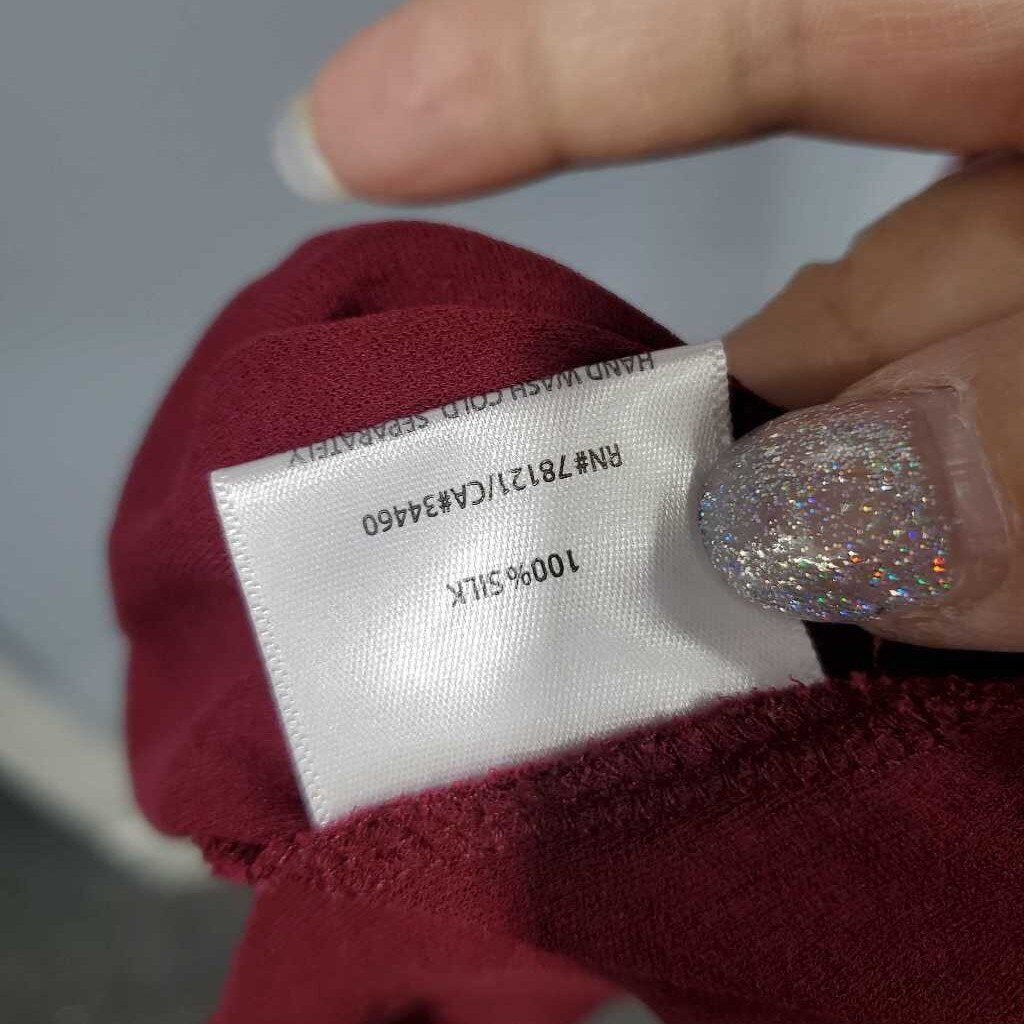 100% SILK
RN#78121/CA#34460
HAND WASH COLD, SEPARATELY